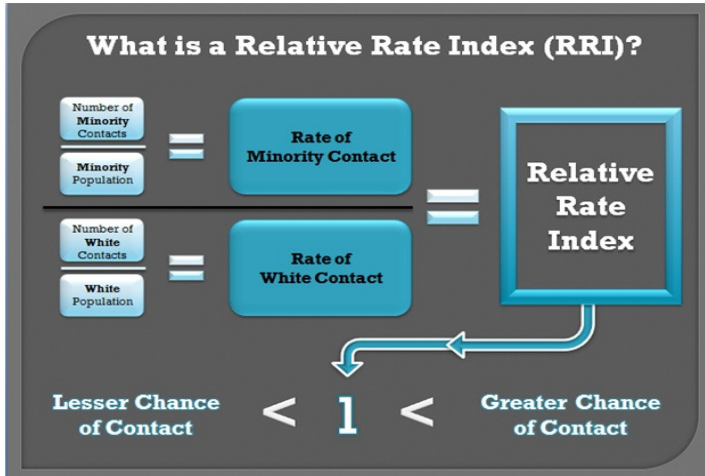 What is a Relative Rate Index (RRI)?
Number of
Minority
Contacts
Minority
Population
=
Rate of
Minority Contact
Number of
White
Contacts
White
Population
=
Rate of
White Contact
=
Relative
Rate
Index
Lesser Chance
of Contact
< 1 <
Greater Chance
of Contact